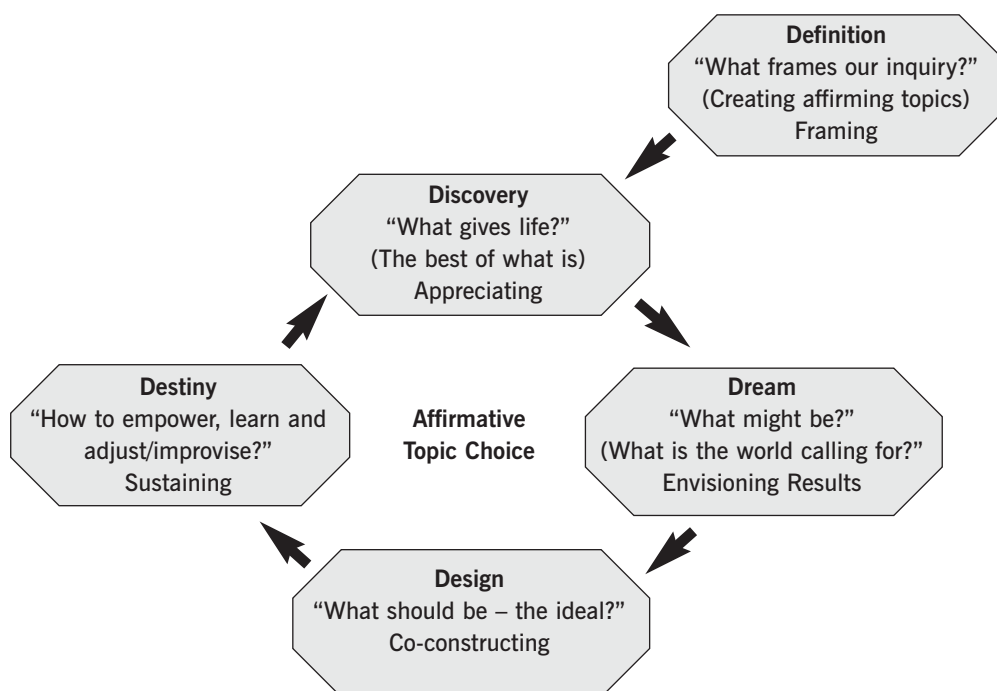 Definition
“What frames our inquiry?”
(Creating affirming topics)
Framing
Discovery
“What gives life?”
(The best of what is)
Appreciating
Destiny
“How to empower, learn and
adjust/improvise?”
Sustaining
Affirmative
Topic Choice
Dream
“What might be?”
(What is the world calling for?”
Envisioning Results
Design
“What should be – the ideal?”
Co-constructing